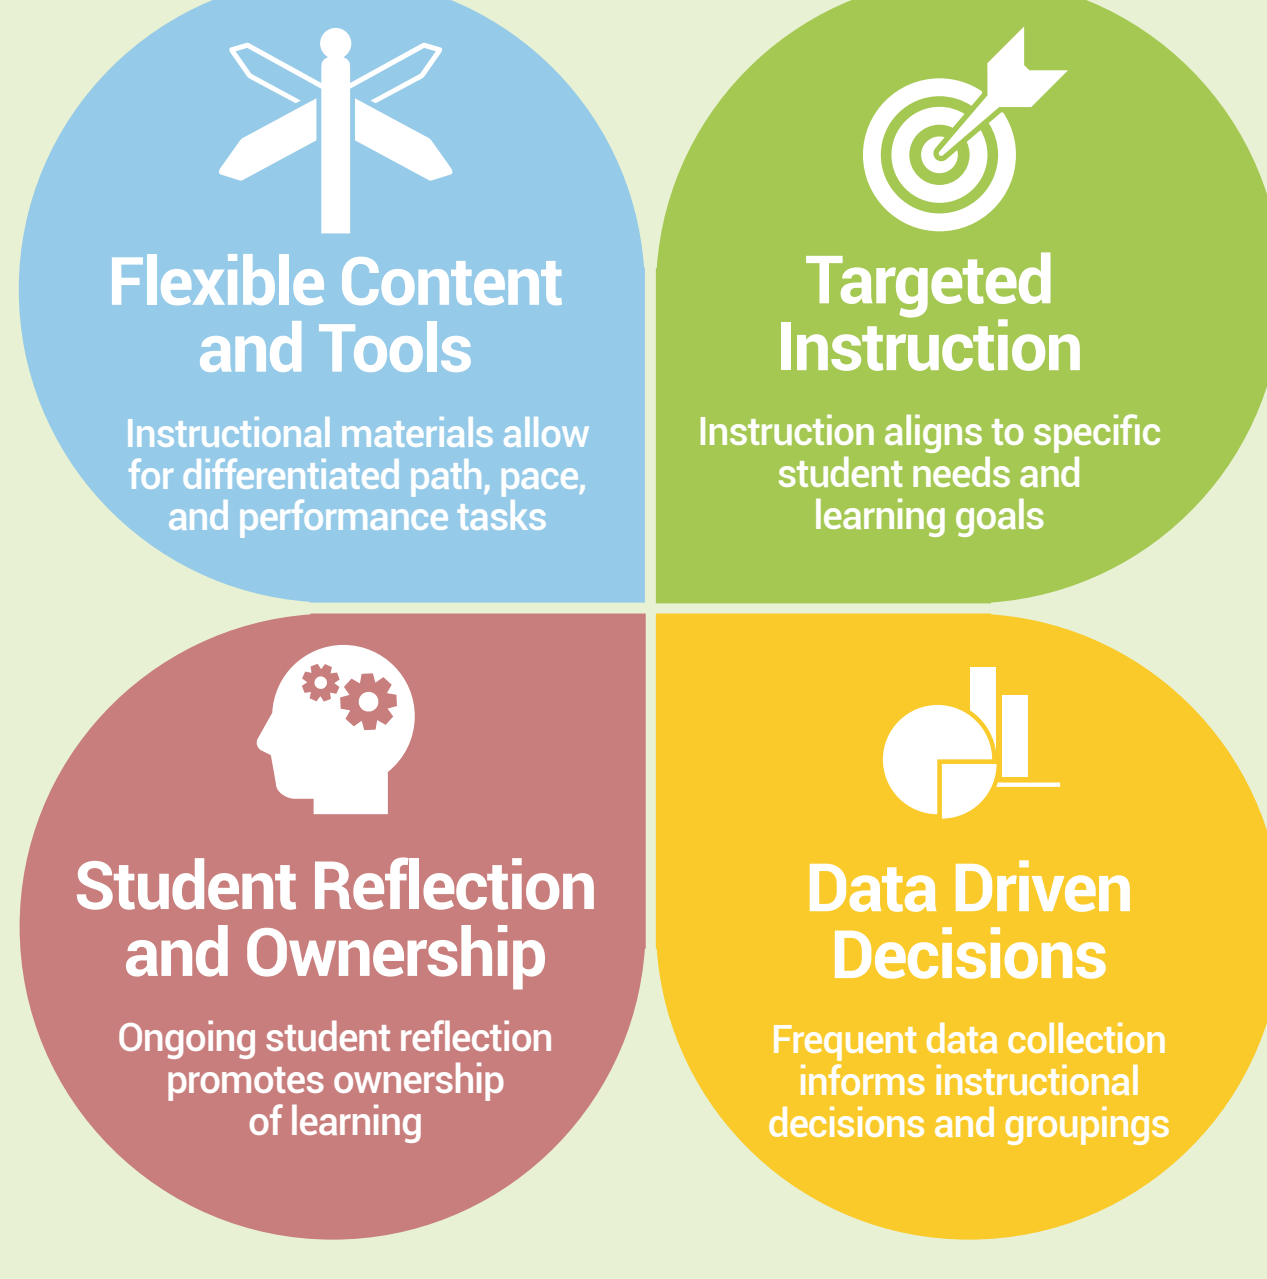 Flexible Content
and Tools
Instructional materials allow
for differentiated path, pace,
and performance tasks
Targeted
Instruction
Instruction aligns to specific
student needs and
learning goals
Student Reflection
and Ownership
Ongoing student reflection
promotes ownership
of learning
Data Driven
Decisions
Frequent data collection
informs instructional
decisions and groupings